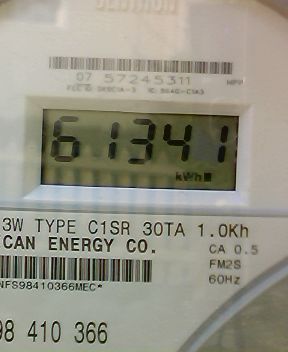 CENTRON
07 57245311
61341
kWh
3W TYPE C1SR 30TA 1.0Kh
CAN ENERGY CO.
CA 0.5
FM2S
60Hz
NFS98410366MEC*
98 410 366